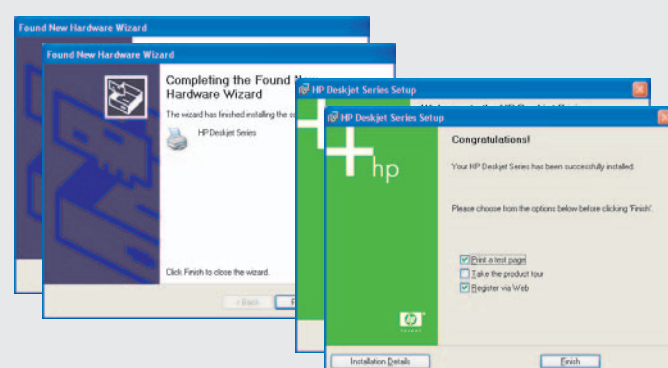 Found New Hardware Wizard
Found New Hardware Wizard
Completing the Found
Hardware Wizard
The wizard has finished installing the
HP Deskjet Series
Click Finish to close the wizard.
< Back
HP Deskjet Series Setup
HP Deskjet Series Setup
hp
Congratulations!
Your HP Deskjet Series has been successfully installed.
Please choose from the options below before clicking 'Finish'.
Print a test page
Take the product tour
Register via Web
hp
invent
Installation Details
Finish